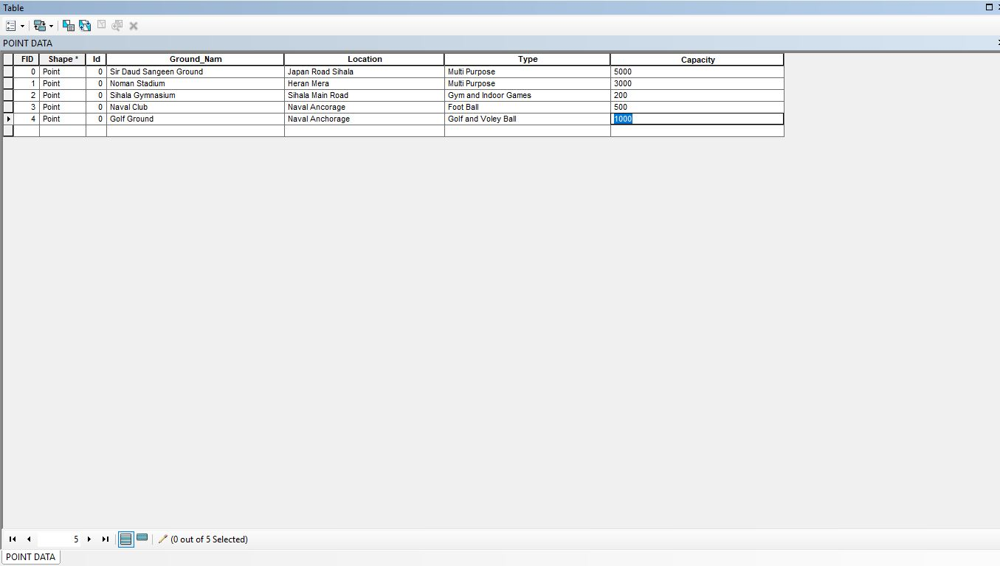 Table
POINT DATA
FID Shape * Id Ground_Nam Location Type Capacity
0 Point 0 Sir Daud Sangeen Ground Japan Road Sihala Multi Purpose 5000
1 Point 0 Noman Stadium Heran Mera Multi Purpose 3000
2 Point 0 Sihala Gymnasium Sihala Main Road Gym and Indoor Games 200
3 Point 0 Naval Club Naval Ancorage Foot Ball 500
4 Point 0 Golf Ground Naval Anchorage Golf and Voley Ball 1000
5 (0 out of 5 Selected)
POINT DATA